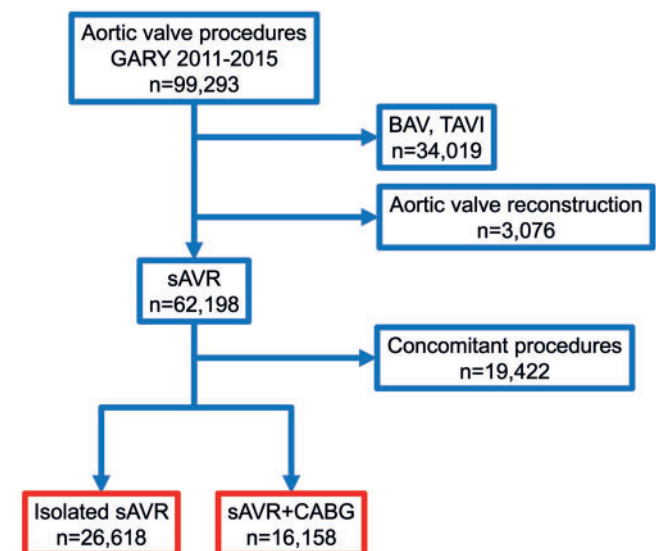 Aortic valve procedures
GARY 2011-2015
n=99,293
BAV, TAVI
n=34,019
Aortic valve reconstruction
n=3,076
sAVR
n=62,198
Concomitant procedures
n=19,422
Isolated sAVR
n=26,618
sAVR+CABG
n=16,158